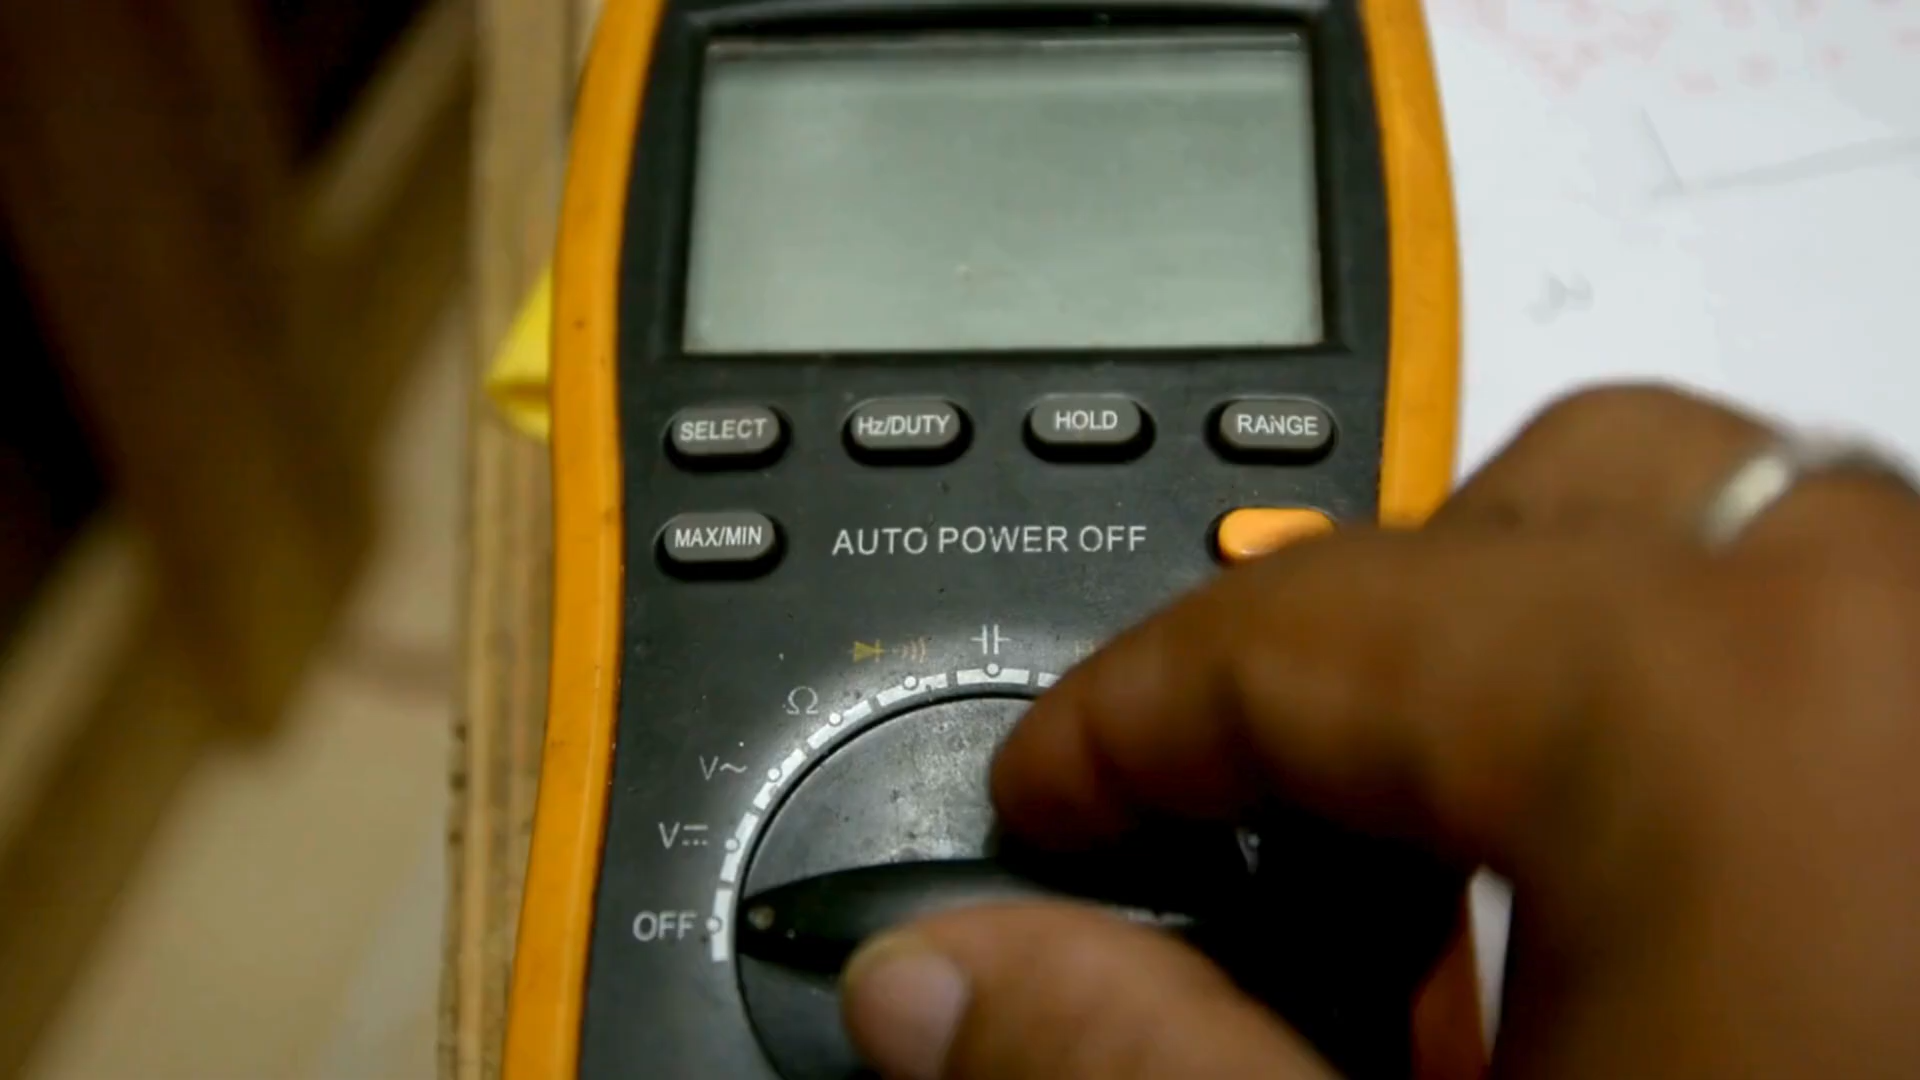 SELECT Hz/DUTY HOLD RANGE
MAX/MIN AUTO POWER OFF
Ω
V~
V⎓
OFF